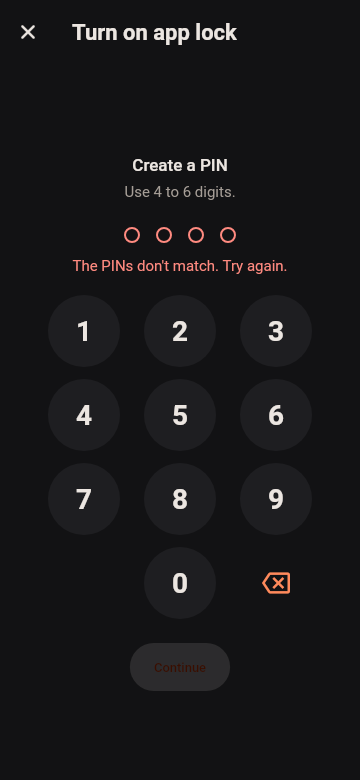 Turn on app lock
Create a PIN
Use 4 to 6 digits.
The PINs don't match. Try again.
1 2 3
4 5 6
7 8 9
0
Continue